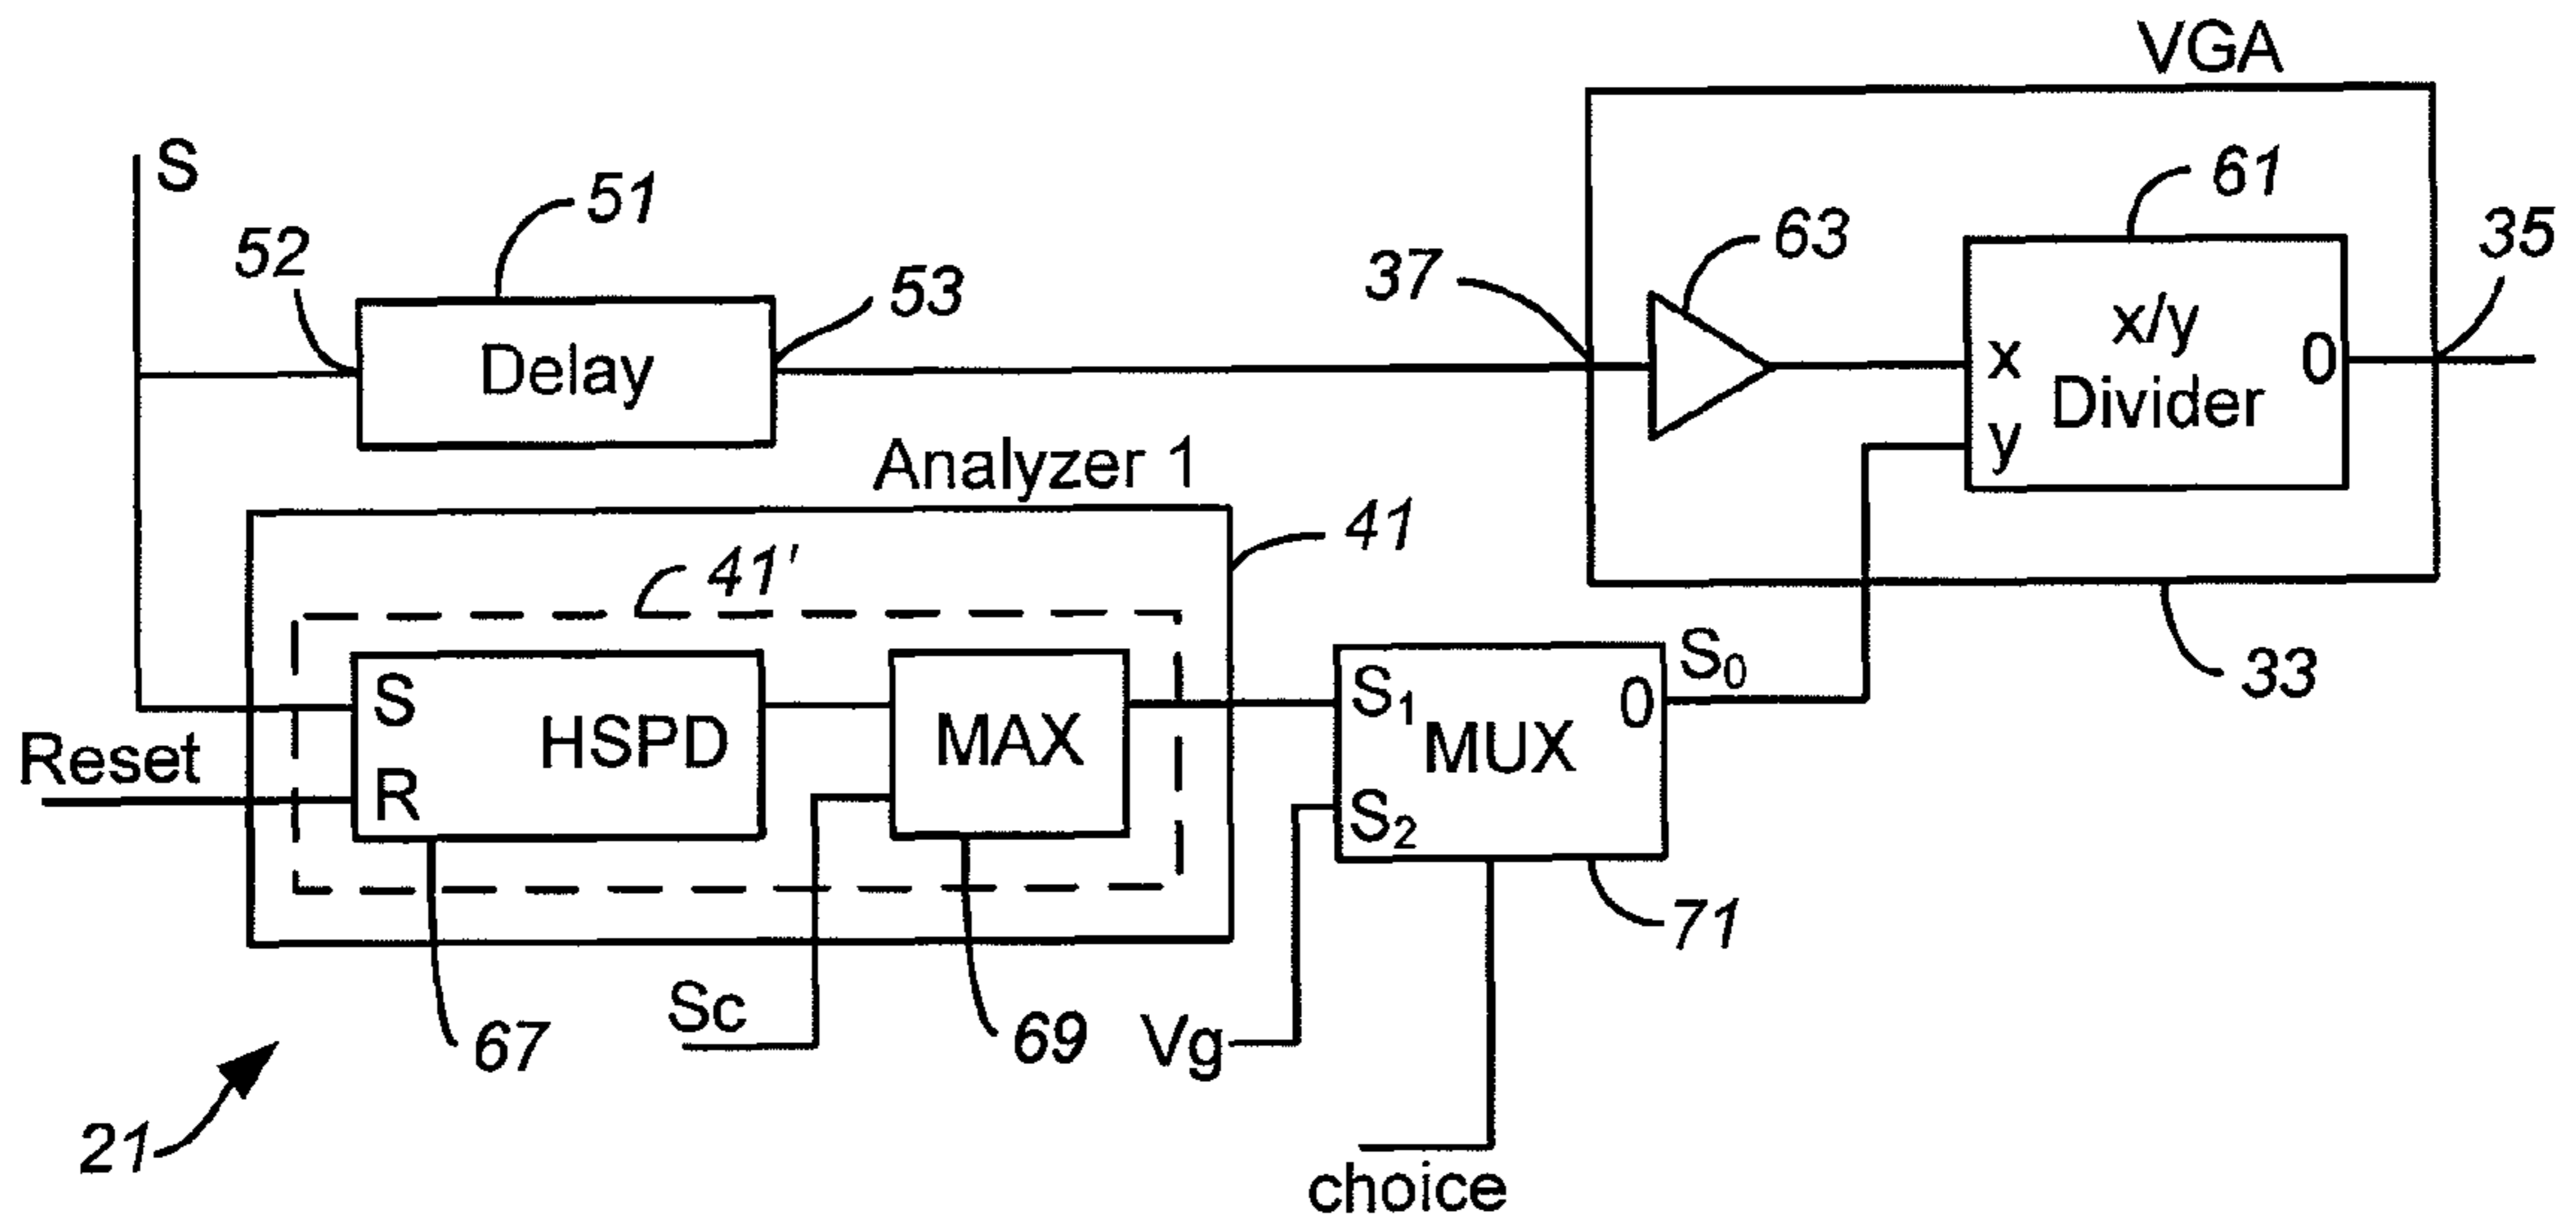 VGA
S
51
61
52
63
35
53
37
x/y
Delay
x
0
Divider
y
Analyzer 1
41
41'
S
HSPD
MAX
S1
0
S0
33
MUX
Reset
R
S2
71
Sc
67
69
Vg
21
choice